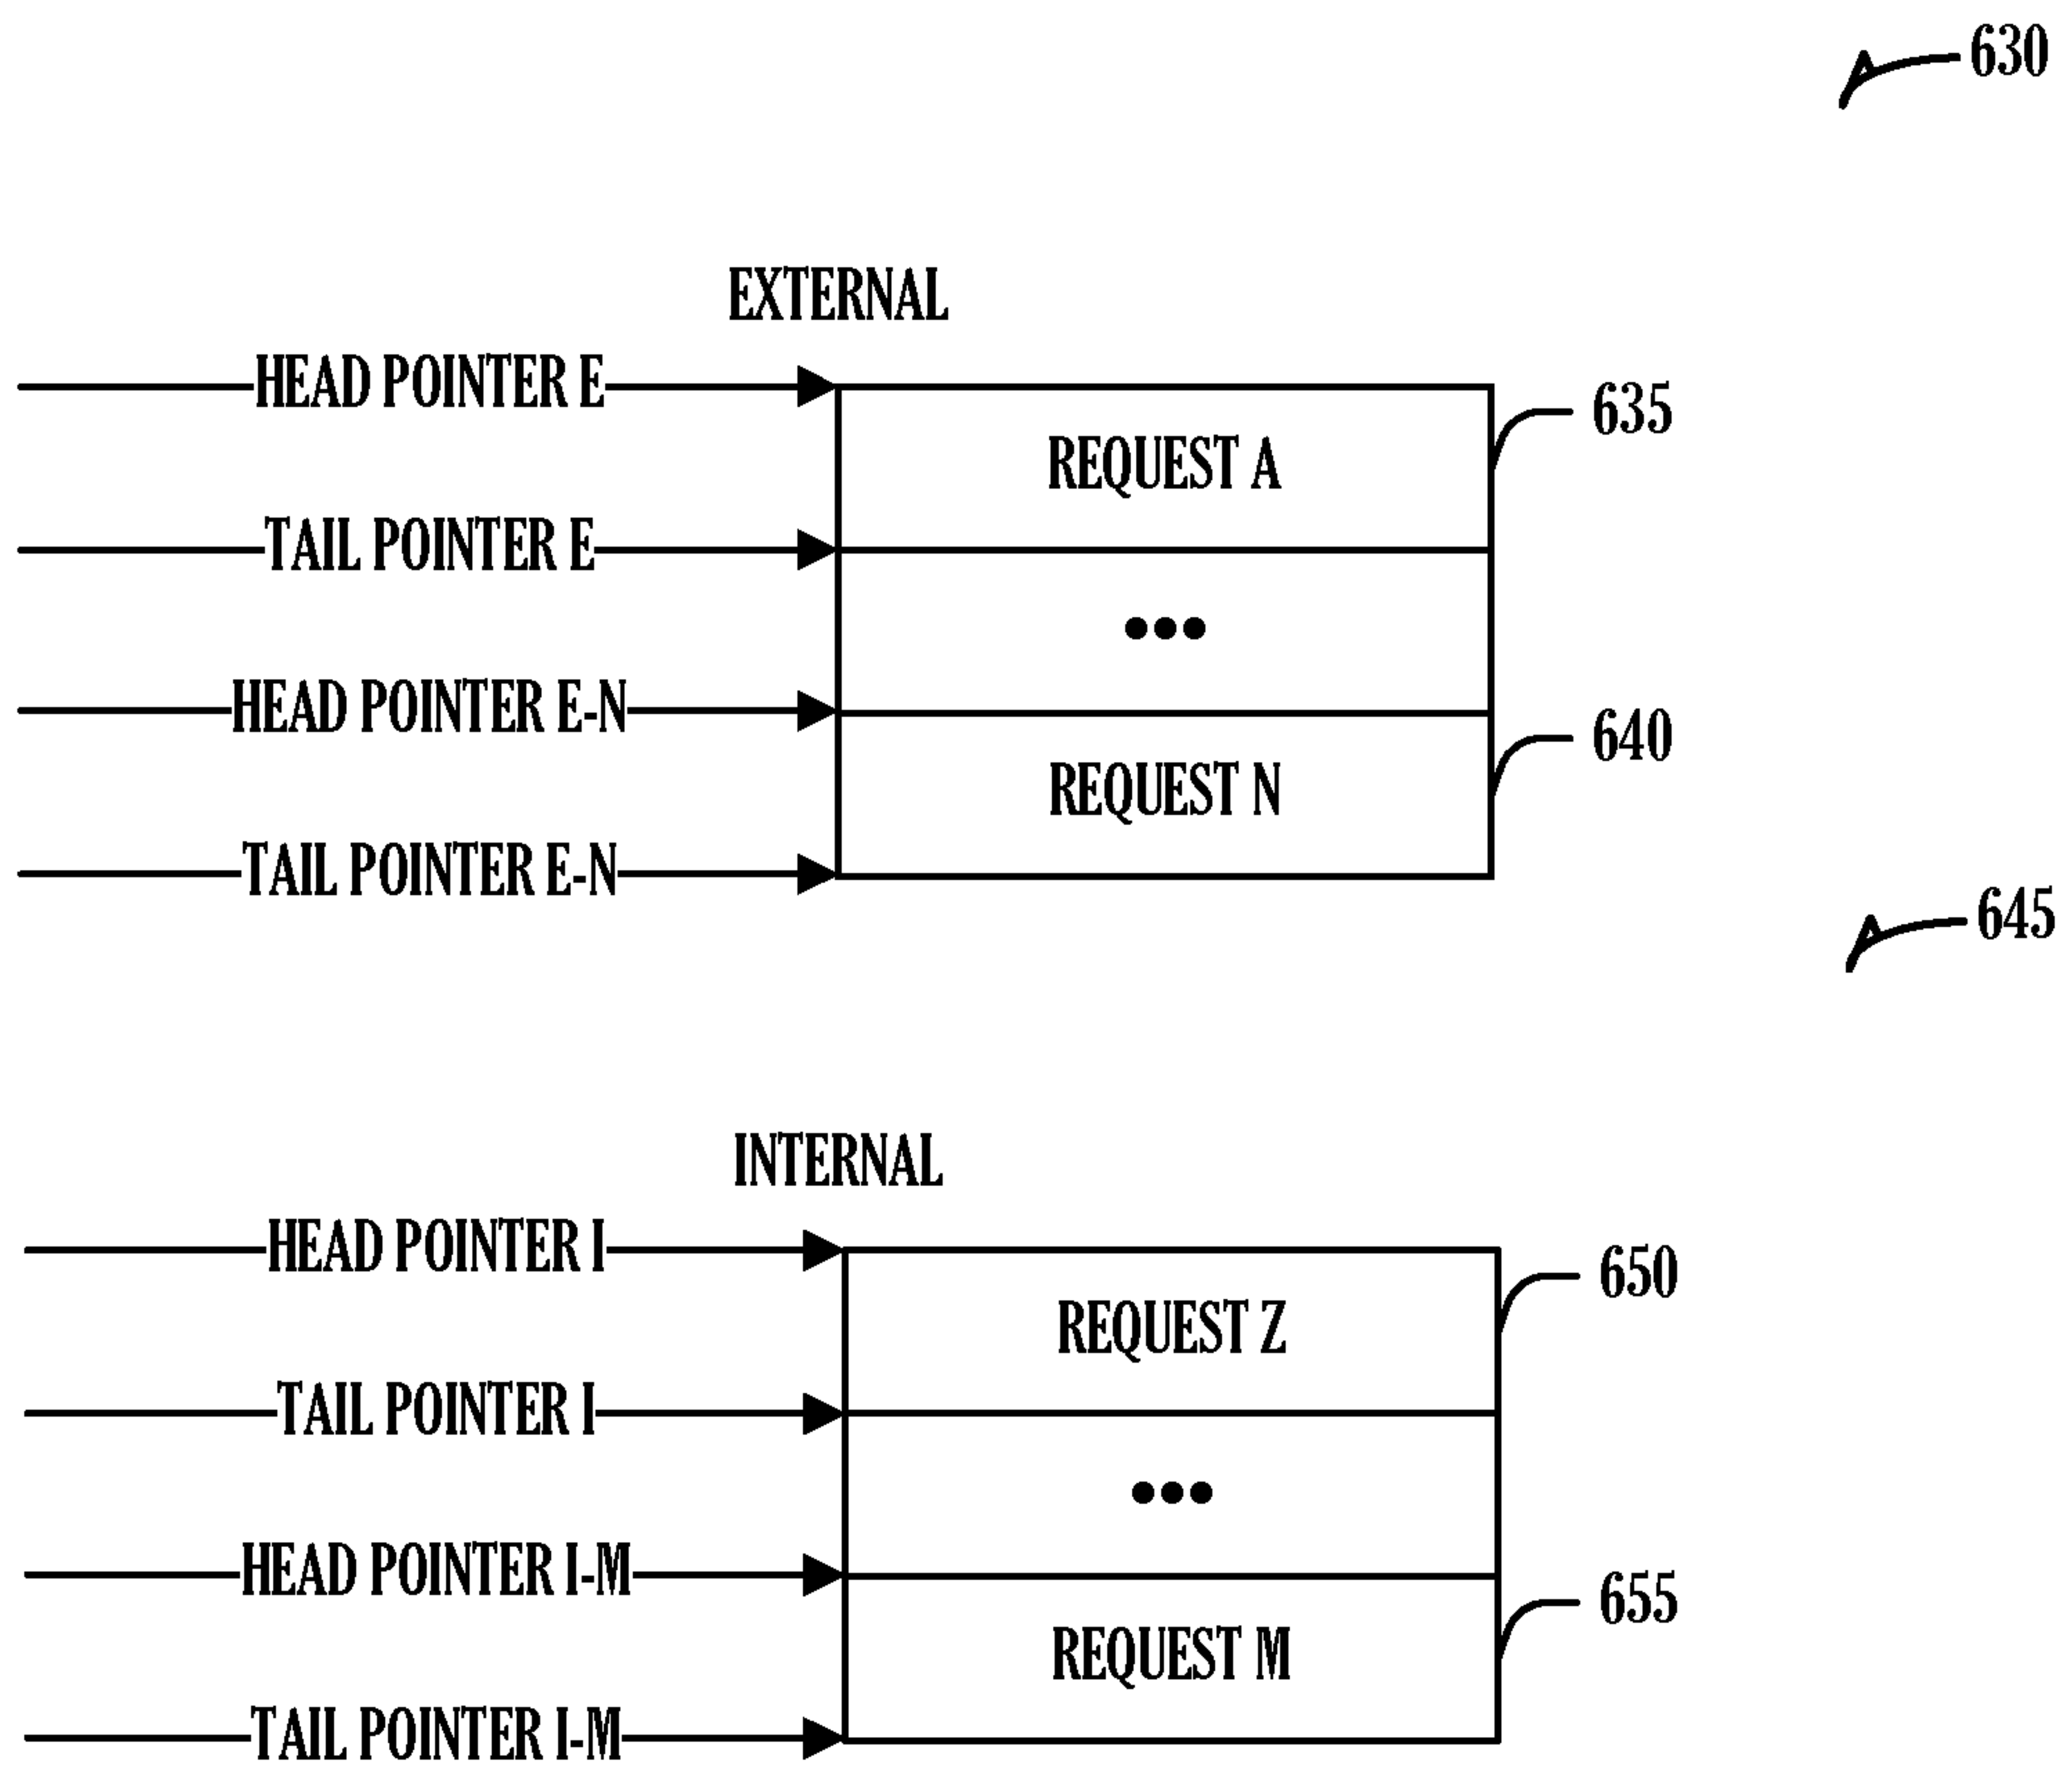 630
EXTERNAL
HEAD POINTER E
635
REQUEST A
TAIL POINTER E
•••
HEAD POINTER E-N
640
REQUEST N
TAIL POINTER E-N
645
INTERNAL
HEAD POINTER I
650
REQUEST Z
TAIL POINTER I
•••
HEAD POINTER I-M
655
REQUEST M
TAIL POINTER I-M